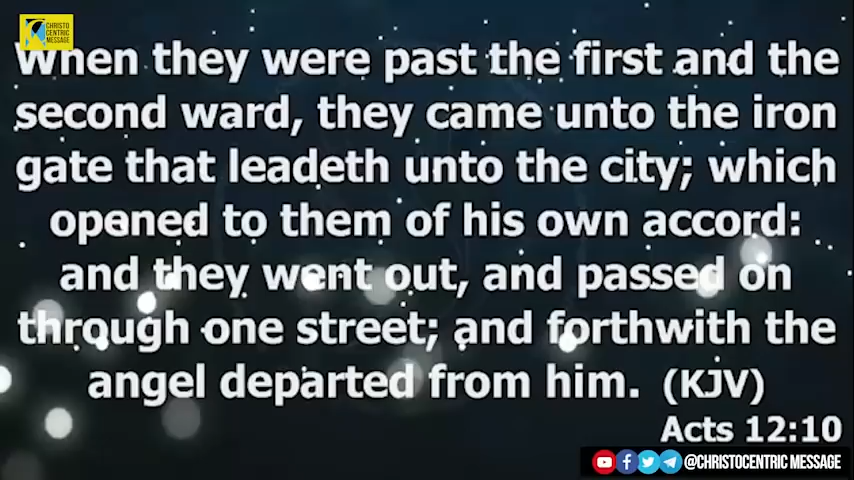 CHRISTO
CENTRIC
MESSAGE
When they were past the first and the
second ward, they came unto the iron
gate that leadeth unto the city; which
opened to them of his own accord:
and they went out, and passed on
through one street; and forthwith the
angel departed from him. (KJV)
Acts 12:10
@CHRISTOCENTRIC MESSAGE